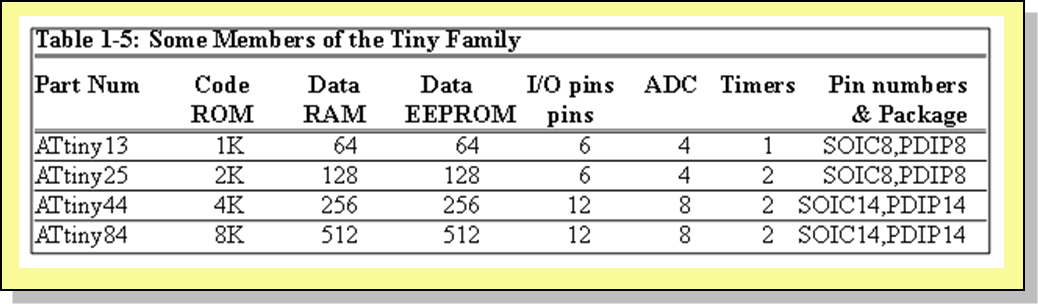 Table 1-5: Some Members of the Tiny Family
Part Num Code Data Data I/O pins ADC Timers Pin numbers
ROM RAM EEPROM pins & Package
ATtiny13 1K 64 64 6 4 1 SOIC8,PDIP8
ATtiny25 2K 128 128 6 4 2 SOIC8,PDIP8
ATtiny44 4K 256 256 12 8 2 SOIC14,PDIP14
ATtiny84 8K 512 512 12 8 2 SOIC14,PDIP14